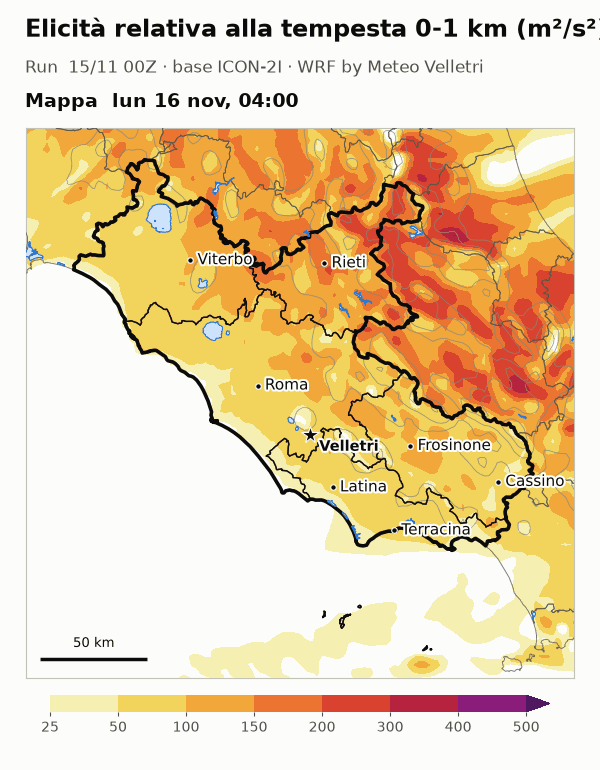 Elicità relativa alla tempesta 0-1 km (m²/s²)
Run 15/11 00Z · base ICON-2I · WRF by Meteo Velletri
Mappa lun 16 nov, 04:00
Viterbo
Rieti
Roma
Velletri
Frosinone
Latina
Cassino
Terracina
50 km
25 50 100 150 200 300 400 500